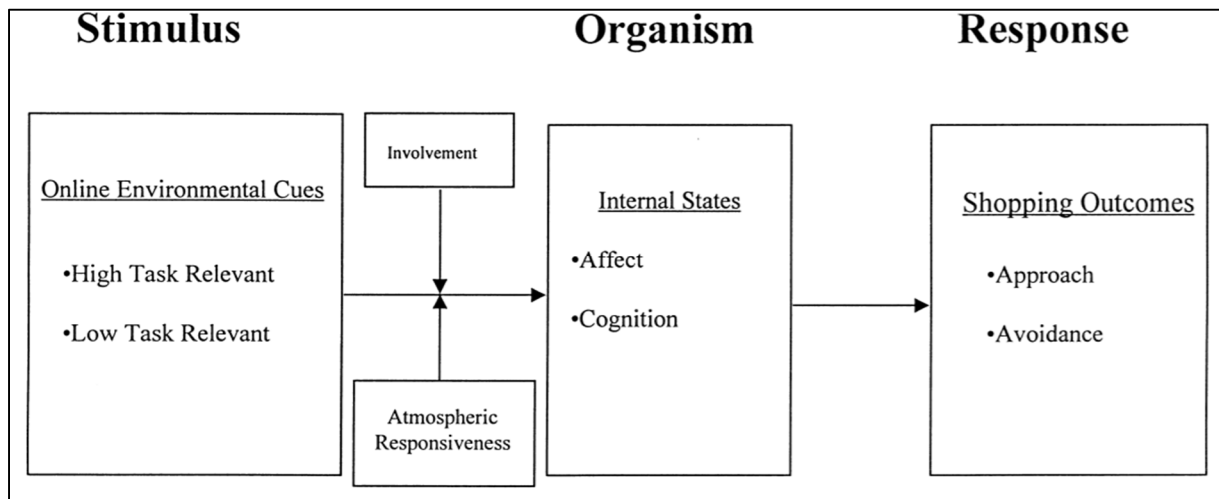 Stimulus
Organism
Response
Online Environmental Cues
•High Task Relevant
•Low Task Relevant
Involvement
Atmospheric
Responsiveness
Internal States
•Affect
•Cognition
Shopping Outcomes
•Approach
•Avoidance